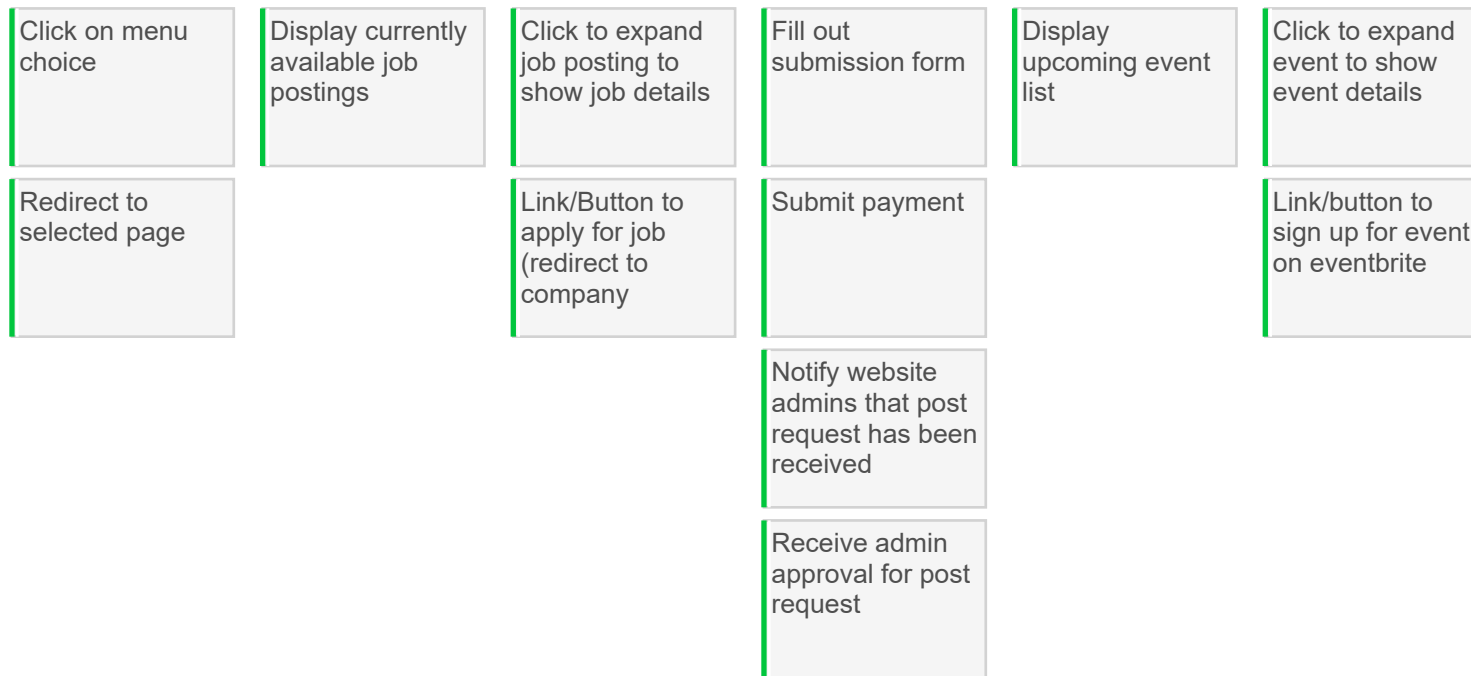 Click on menu
choice
Display currently
available job
postings
Click to expand
job posting to
show job details
Fill out
submission form
Display
upcoming event
list
Click to expand
event to show
event details
Redirect to
selected page
Link/Button to
apply for job
(redirect to
company
Submit payment
Link/button to
sign up for event
on eventbrite
Notify website
admins that post
request has been
received
Receive admin
approval for post
request